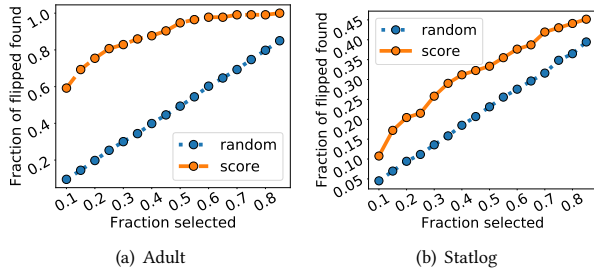 Fraction of flipped found
1.0
0.8
0.6
0.4
0.2
random
score
0.1 0.2 0.3 0.4 0.5 0.6 0.7 0.8
Fraction selected
(a) Adult
Fraction of flipped found
0.45
0.40
0.35
0.30
0.25
0.20
0.15
0.10
0.05
random
score
0.1 0.2 0.3 0.4 0.5 0.6 0.7 0.8
Fraction selected
(b) Statlog